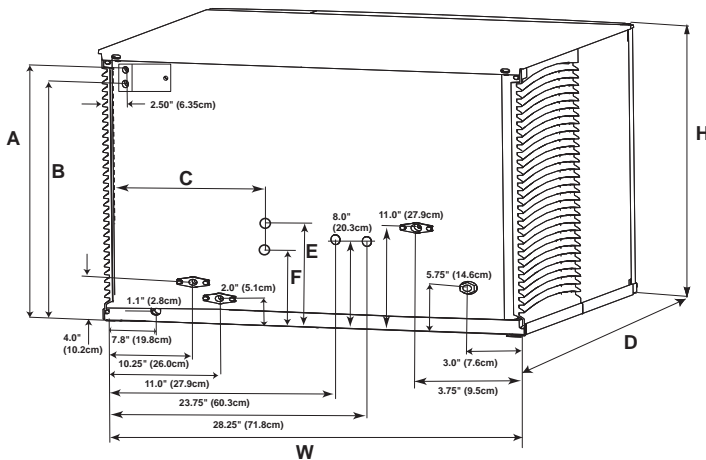 H
A
B
2.50" (6.35cm)
C
8.0"
(20.3cm)
11.0" (27.9cm)
E
F
5.75" (14.6cm)
2.0" (5.1cm)
1.1" (2.8cm)
4.0"
(10.2cm)
7.8" (19.8cm)
10.25" (26.0cm)
11.0" (27.9cm)
3.0" (7.6cm)
D
3.75" (9.5cm)
23.75" (60.3cm)
28.25" (71.8cm)
W